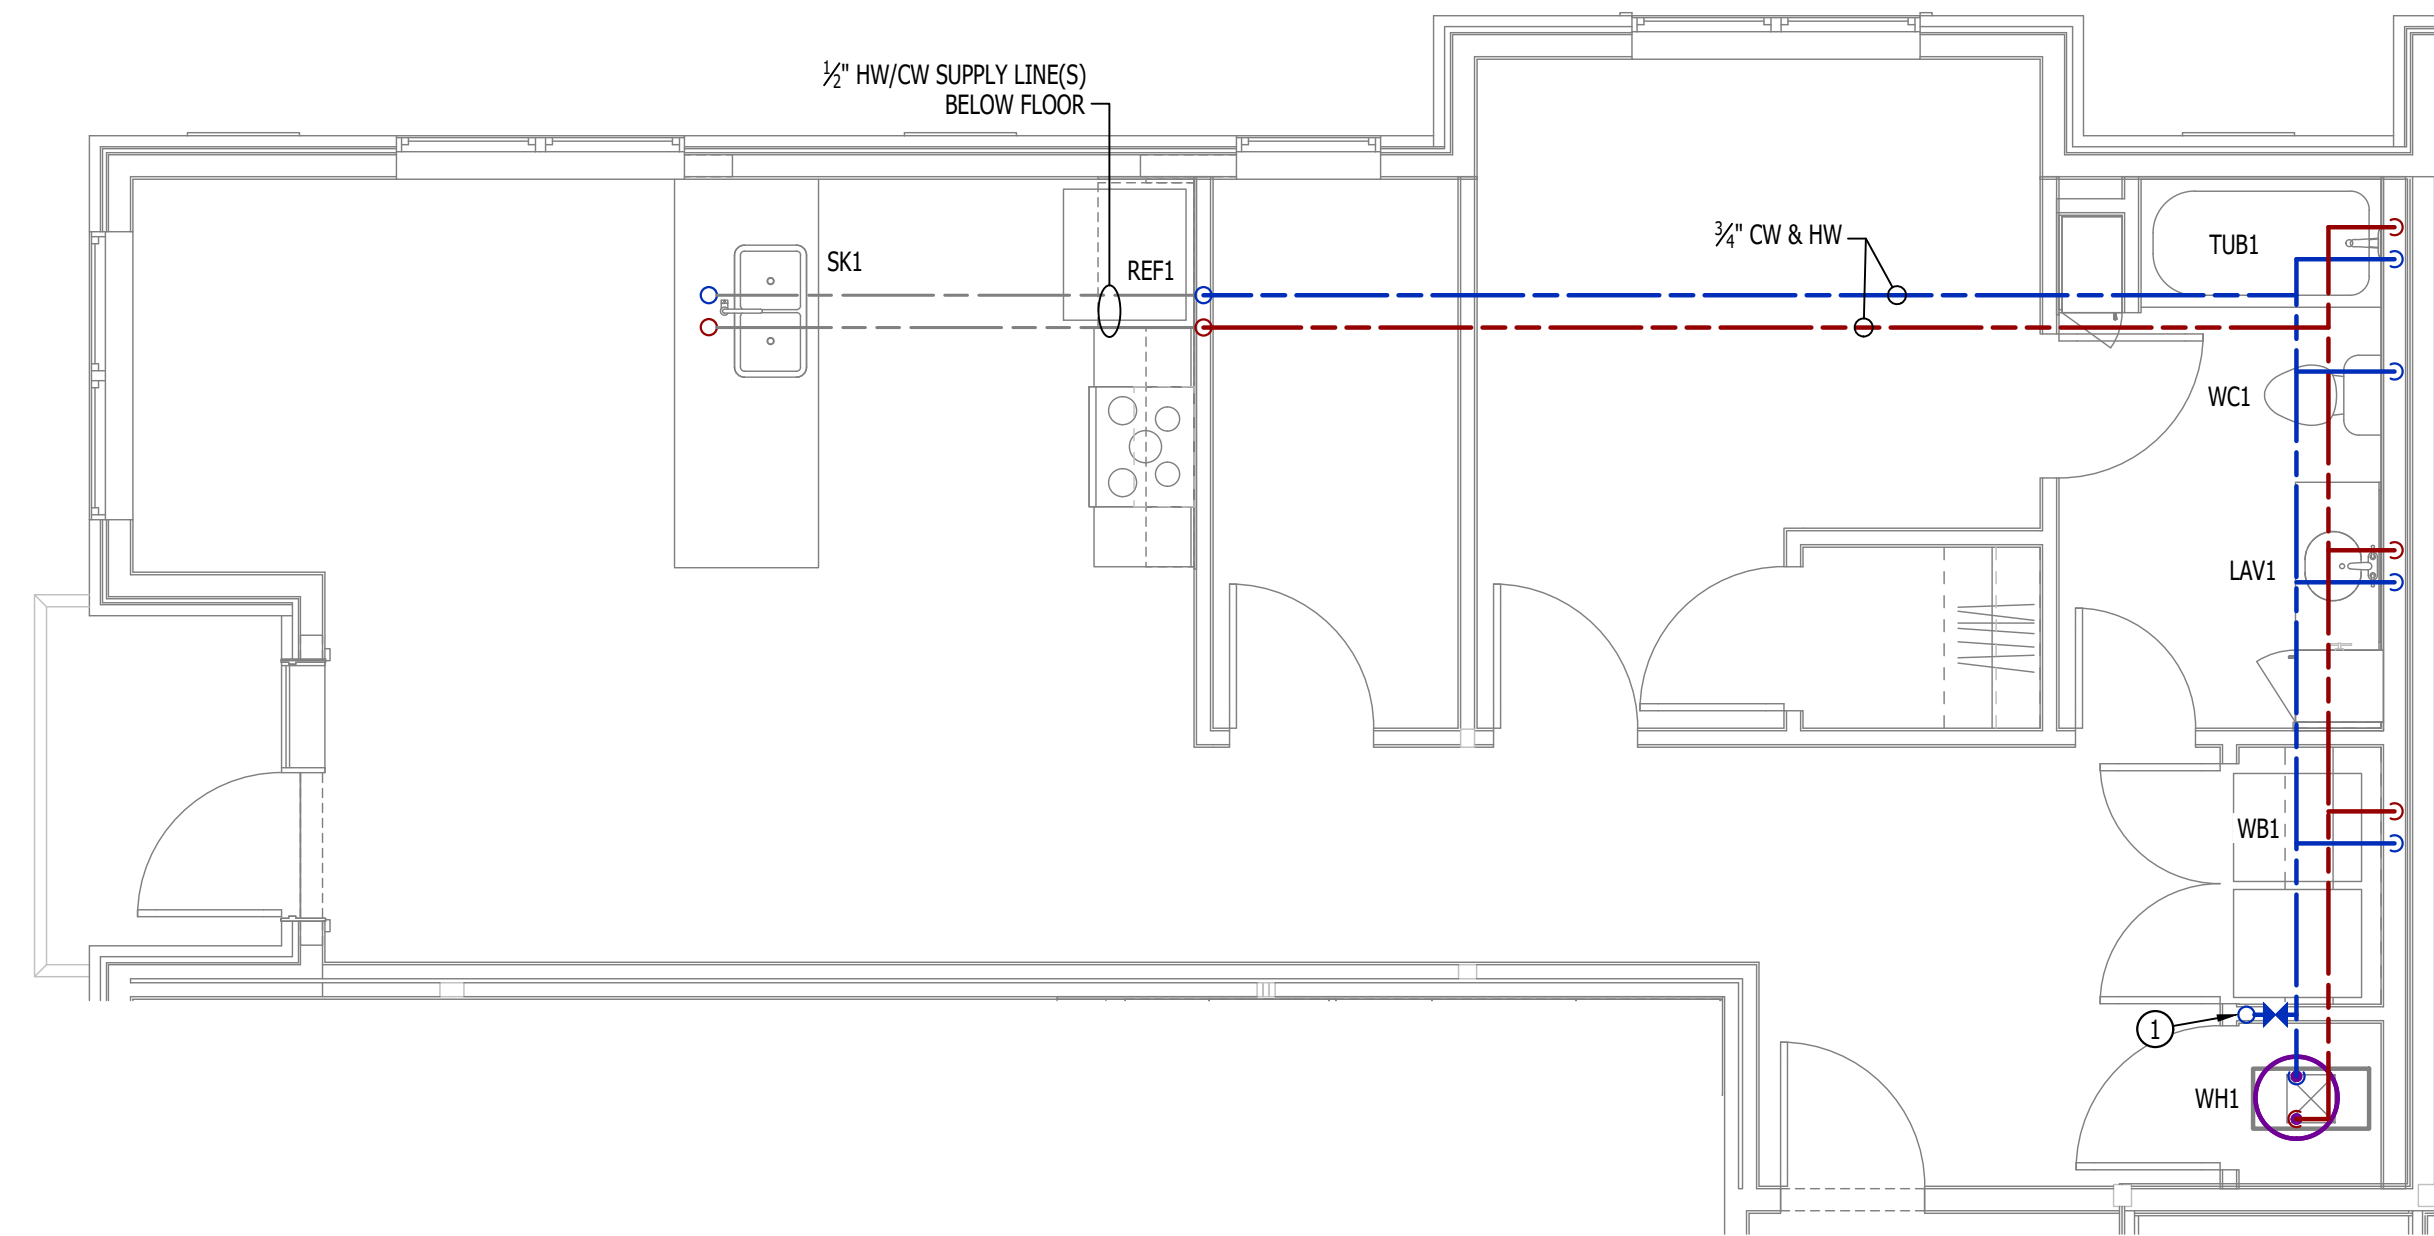 ½" HW/CW SUPPLY LINE(S)
BELOW FLOOR
¾" CW & HW
TUB1
SK1
REF1
WC1
LAV1
WB1
1
WH1